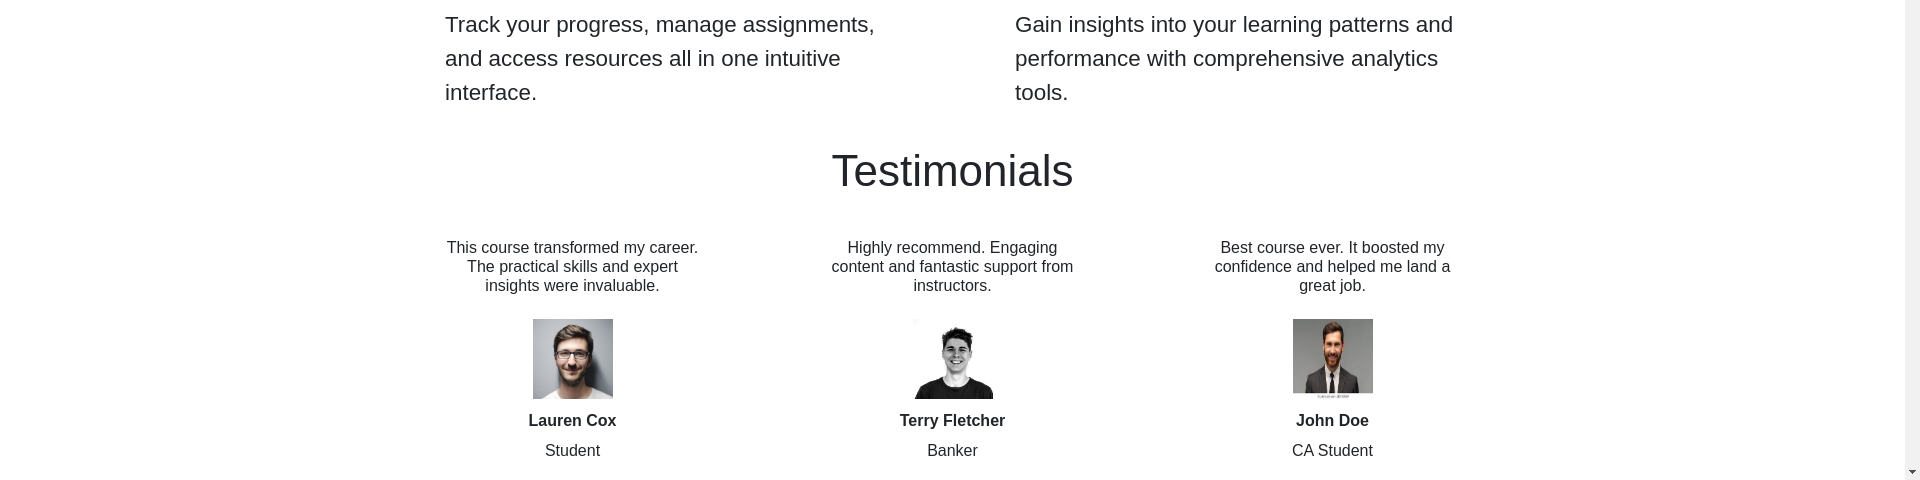 Track your progress, manage assignments,
and access resources all in one intuitive
interface.
Gain insights into your learning patterns and
performance with comprehensive analytics
tools.
Testimonials
This course transformed my career.
The practical skills and expert
insights were invaluable.
Lauren Cox
Student
Highly recommend. Engaging
content and fantastic support from
instructors.
Terry Fletcher
Banker
Best course ever. It boosted my
confidence and helped me land a
great job.
John Doe
CA Student